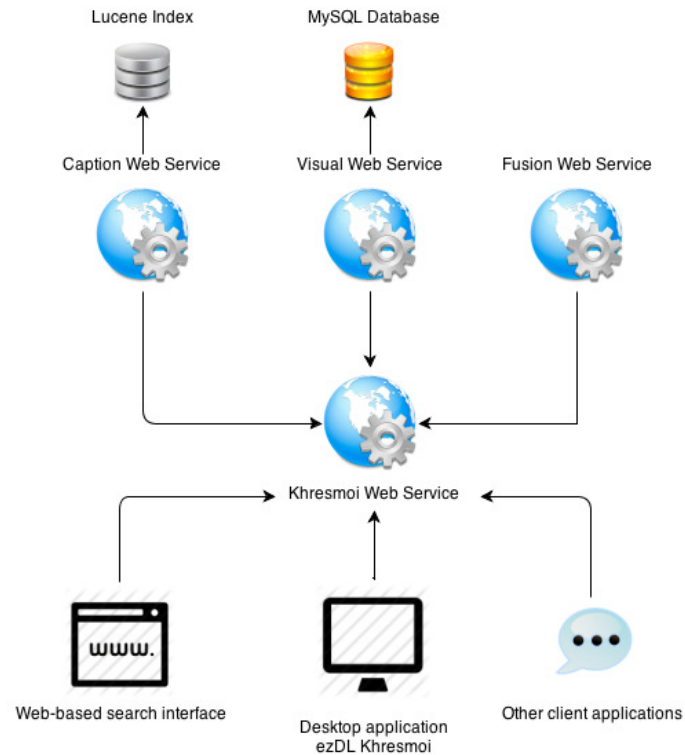 Lucene Index
MySQL Database
Caption Web Service
Visual Web Service
Fusion Web Service
Khresmoi Web Service
www.
Web-based search interface
Desktop application
ezDL Khresmoi
Other client applications